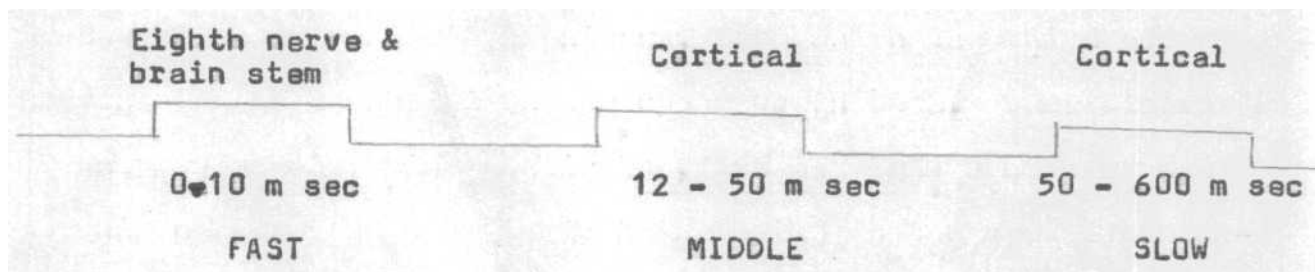 Eighth nerve &
brain stem
Cortical
Cortical
0-10 m sec
12 - 50 m sec
50 - 600 m sec
FAST
MIDDLE
SLOW